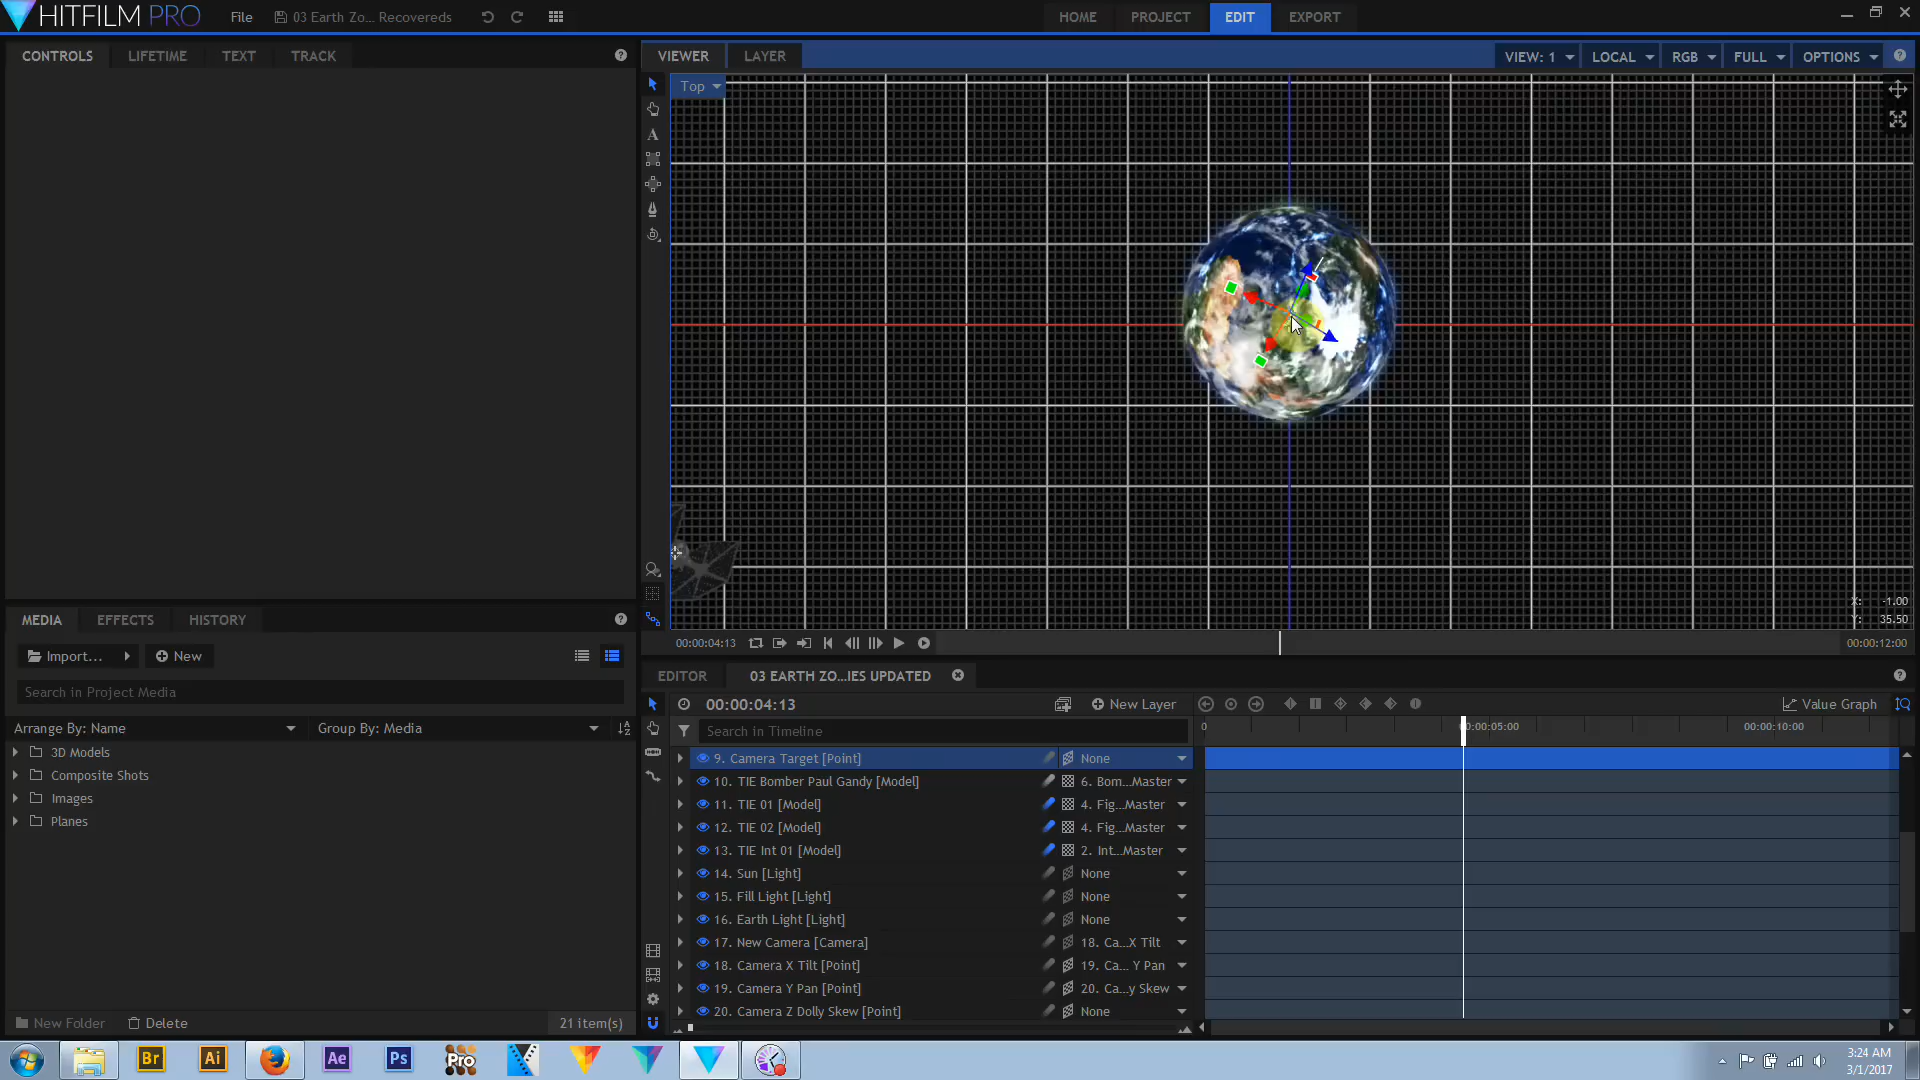 HITFILM PRO
File
03 Earth Zo... Recovereds
HOME
PROJECT
EDIT
EXPORT
CONTROLS
LIFETIME
TEXT
TRACK
VIEWER
LAYER
VIEW: 1
LOCAL
RGB
FULL
OPTIONS
Top
X: -1.00
Y: 35.50
00:00:04:13
00:00:12:00
MEDIA
EFFECTS
HISTORY
Import...
New
Search in Project Media
Arrange By: Name
Group By: Media
3D Models
Composite Shots
Images
Planes
New Folder
Delete
21 item(s)
EDITOR
03 EARTH ZO...IES UPDATED
00:00:04:13
New Layer
Value Graph
Search in Timeline
0
00:00:05:00
00:00:10:00
9. Camera Target [Point] None
10. TIE Bomber Paul Gandy [Model] 6. Bom...Master
11. TIE 01 [Model] 4. Fig...Master
12. TIE 02 [Model] 4. Fig...Master
13. TIE Int 01 [Model] 2. Int...Master
14. Sun [Light] None
15. Fill Light [Light] None
16. Earth Light [Light] None
17. New Camera [Camera] 18. Ca...X Tilt
18. Camera X Tilt [Point] 19. Ca... Y Pan
19. Camera Y Pan [Point] 20. Ca...y Skew
20. Camera Z Dolly Skew [Point] None
Br
Ai
Ae
Ps
Pro
3:24 AM
3/1/2017